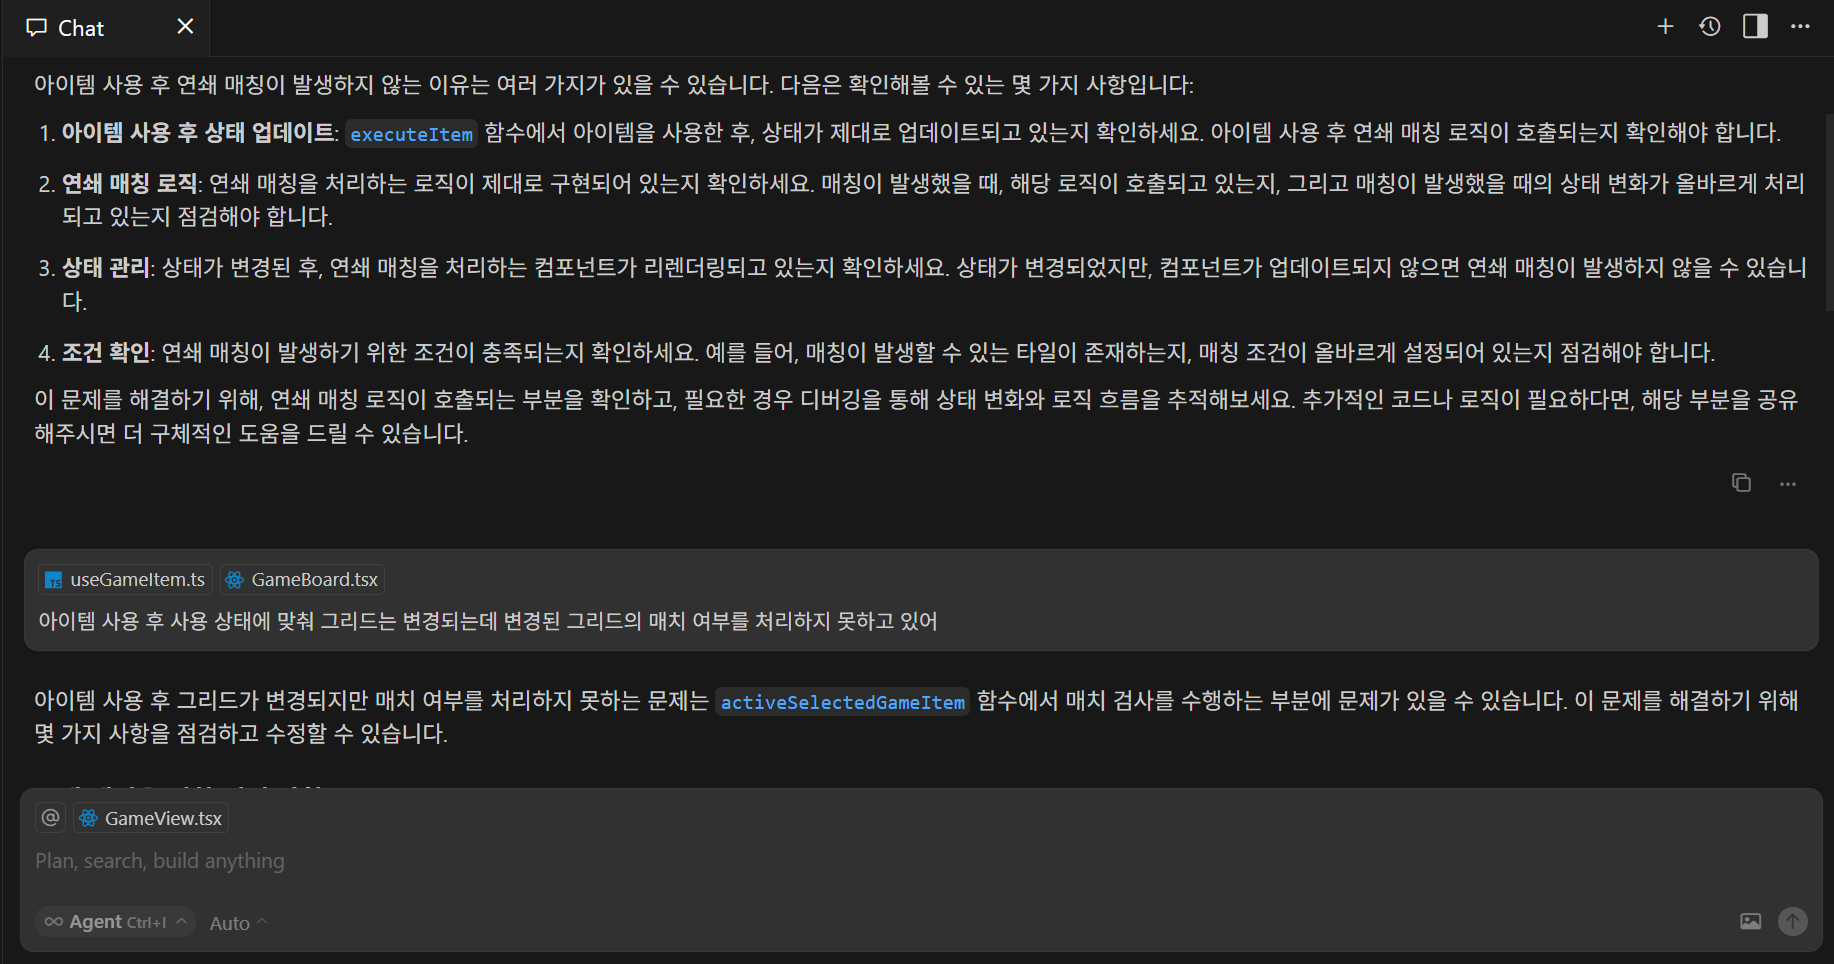 Chat
아이템 사용 후 연쇄 매칭이 발생하지 않는 이유는 여러 가지가 있을 수 있습니다. 다음은 확인해볼 수 있는 몇 가지 사항입니다:
1. 아이템 사용 후 상태 업데이트: executeItem 함수에서 아이템을 사용한 후, 상태가 제대로 업데이트되고 있는지 확인하세요. 아이템 사용 후 연쇄 매칭 로직이 호출되는지 확인해야 합니다.
2. 연쇄 매칭 로직: 연쇄 매칭을 처리하는 로직이 제대로 구현되어 있는지 확인하세요. 매칭이 발생했을 때, 해당 로직이 호출되고 있는지, 그리고 매칭이 발생했을 때의 상태 변화가 올바르게 처리
되고 있는지 점검해야 합니다.
3. 상태 관리: 상태가 변경된 후, 연쇄 매칭을 처리하는 컴포넌트가 리렌더링되고 있는지 확인하세요. 상태가 변경되었지만, 컴포넌트가 업데이트되지 않으면 연쇄 매칭이 발생하지 않을 수 있습니
다.
4. 조건 확인: 연쇄 매칭이 발생하기 위한 조건이 충족되는지 확인하세요. 예를 들어, 매칭이 발생할 수 있는 타일이 존재하는지, 매칭 조건이 올바르게 설정되어 있는지 점검해야 합니다.
이 문제를 해결하기 위해, 연쇄 매칭 로직이 호출되는 부분을 확인하고, 필요한 경우 디버깅을 통해 상태 변화와 로직 흐름을 추적해보세요. 추가적인 코드나 로직이 필요하다면, 해당 부분을 공유
해주시면 더 구체적인 도움을 드릴 수 있습니다.
TS useGameItem.ts GameBoard.tsx
아이템 사용 후 사용 상태에 맞춰 그리드는 변경되는데 변경된 그리드의 매치 여부를 처리하지 못하고 있어
아이템 사용 후 그리드가 변경되지만 매치 여부를 처리하지 못하는 문제는 activeSelectedGameItem 함수에서 매치 검사를 수행하는 부분에 문제가 있을 수 있습니다. 이 문제를 해결하기 위해
몇 가지 사항을 점검하고 수정할 수 있습니다.
@ GameView.tsx
Plan, search, build anything
Agent Ctrl+I Auto